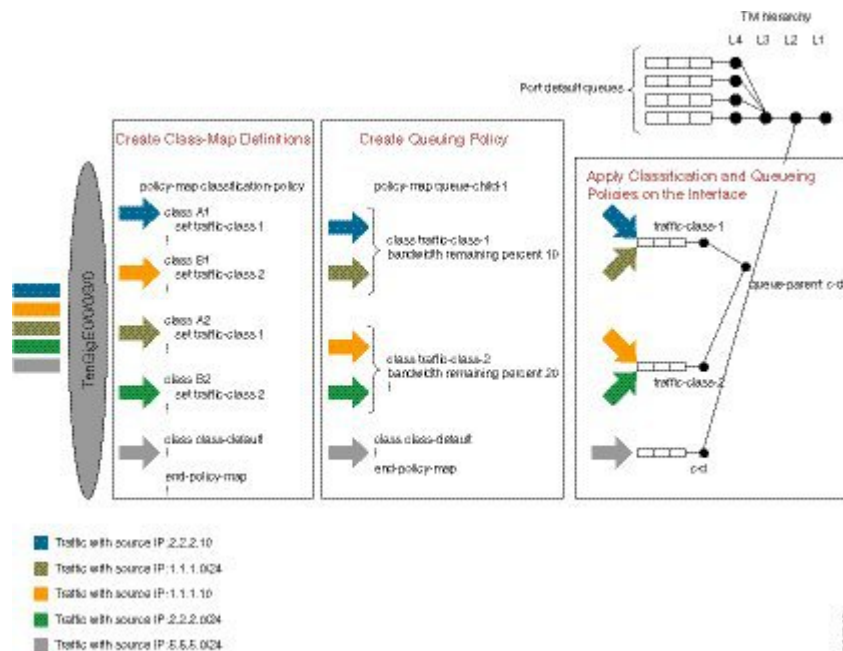 TM hierarchy
L4 L3 L2 L1
Port default queues
Create Class-Map Definitions
policy-map classification-policy
class A1
set traffic-class 1
!
class B1
set traffic-class 2
!
class A2
set traffic-class 1
!
class B2
set traffic-class 2
!
class class-default
!
end-policy-map
!
Create Queuing Policy
policy-map queue-child-1
class traffic-class-1
bandwidth remaining percent 10
class traffic-class-2
bandwidth remaining percent 20
!
class class-default
!
end-policy-map
Apply Classification and Queueing
Policies on the Interface
traffic-class-1
queue-parent c-d
traffic-class-2
c-d
TenGigE0/0/0/0
Traffic with source IP:2.2.2.10
Traffic with source IP:1.1.1.0/24
Traffic with source IP:1.1.1.10
Traffic with source IP:2.2.2.0/24
Traffic with source IP:5.5.5.0/24